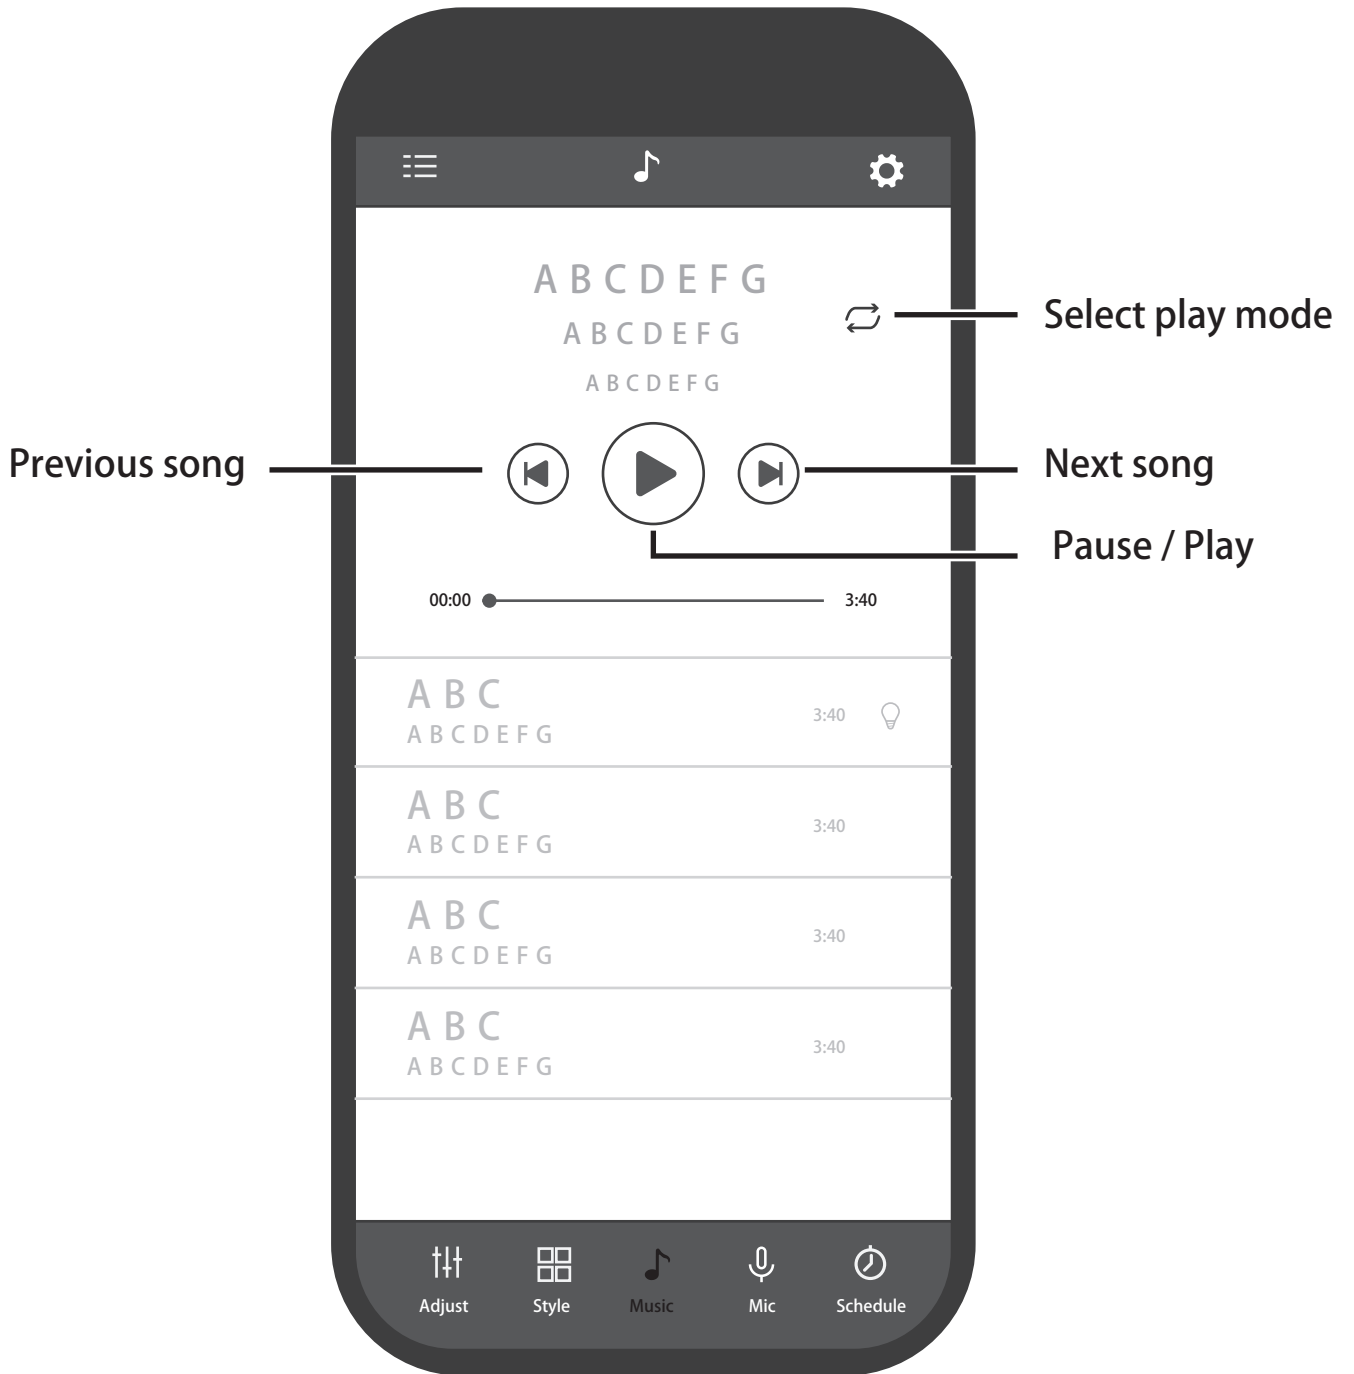 A B C D E F G
Select play mode
A B C D E F G
A B C D E F G
Previous song
Next song
Pause / Play
00:00 3:40
A B C
3:40
A B C D E F G
A B C
3:40
A B C D E F G
A B C
3:40
A B C D E F G
A B C
3:40
A B C D E F G
Adjust Style Music Mic Schedule